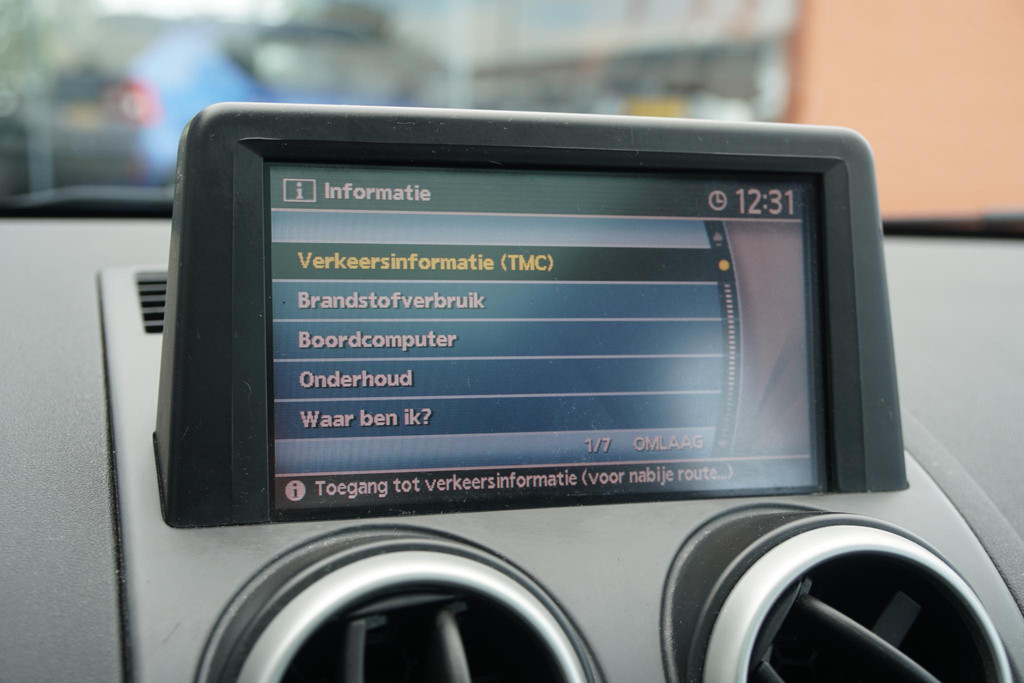 Informatie
12:31
Verkeersinformatie (TMC)
Brandstofverbruik
Boordcomputer
Onderhoud
Waar ben ik?
1/7 OMLAAG
Toegang tot verkeersinformatie (voor nabije route...)